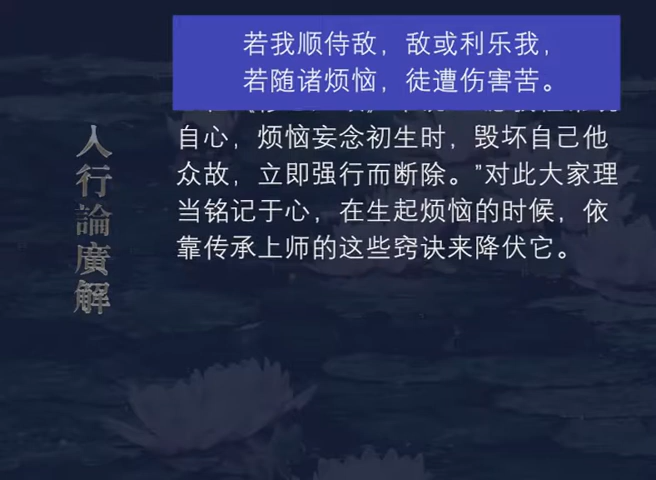 若我顺侍敌，敌或利乐我，
若随诸烦恼，徒遭伤害苦。
自心，烦恼妄念初生时，毁坏自己他
众故，立即强行而断除。”对此大家理
当铭记于心，在生起烦恼的时候，依
靠传承上师的这些窍诀来降伏它。
人行論廣解